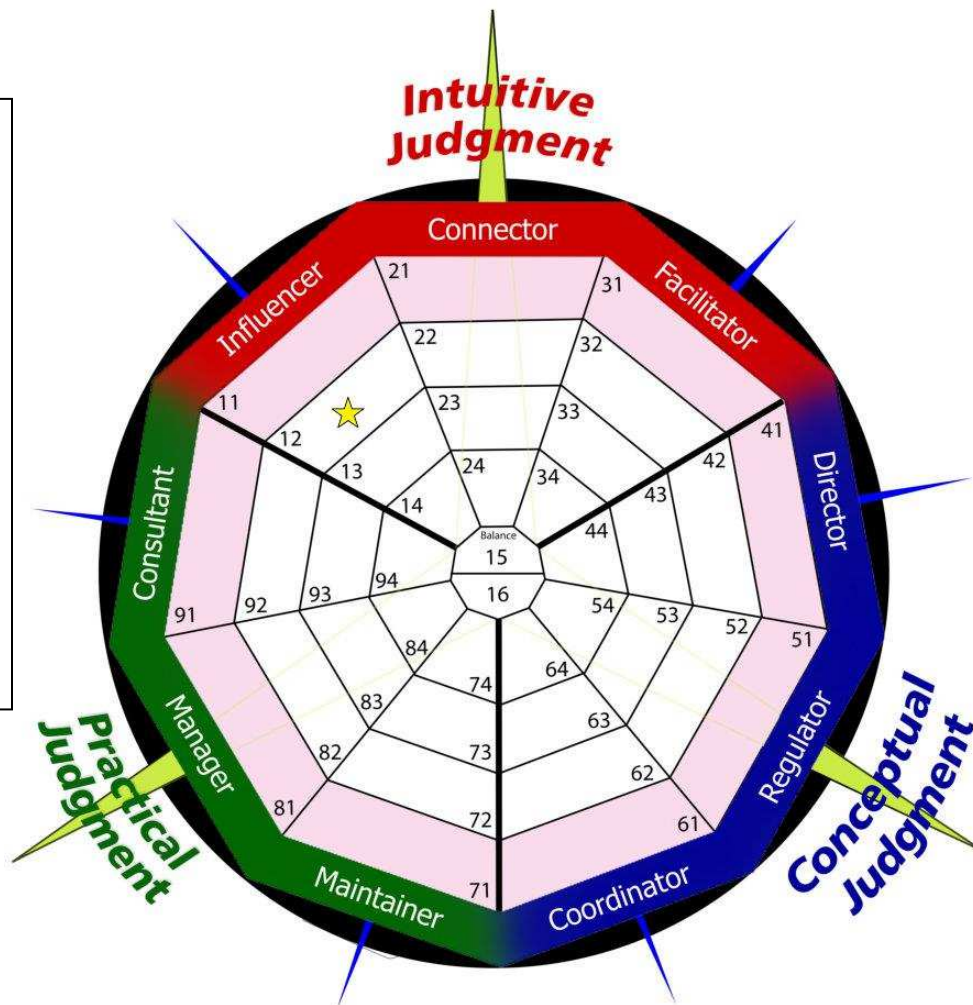 Intuitive
Judgment
Connector
Influencer
Facilitator
21
31
22
32
11
12
23
33
41
13
42
24
34
43
14
44
Director
Consultant
Balance
15
16
94
93
92
91
54
53
52
51
84
64
74
83
63
73
82
62
72
81
61
71
Manager
Regulator
Practical
Judgment
Conceptual
Judgment
Maintainer
Coordinator